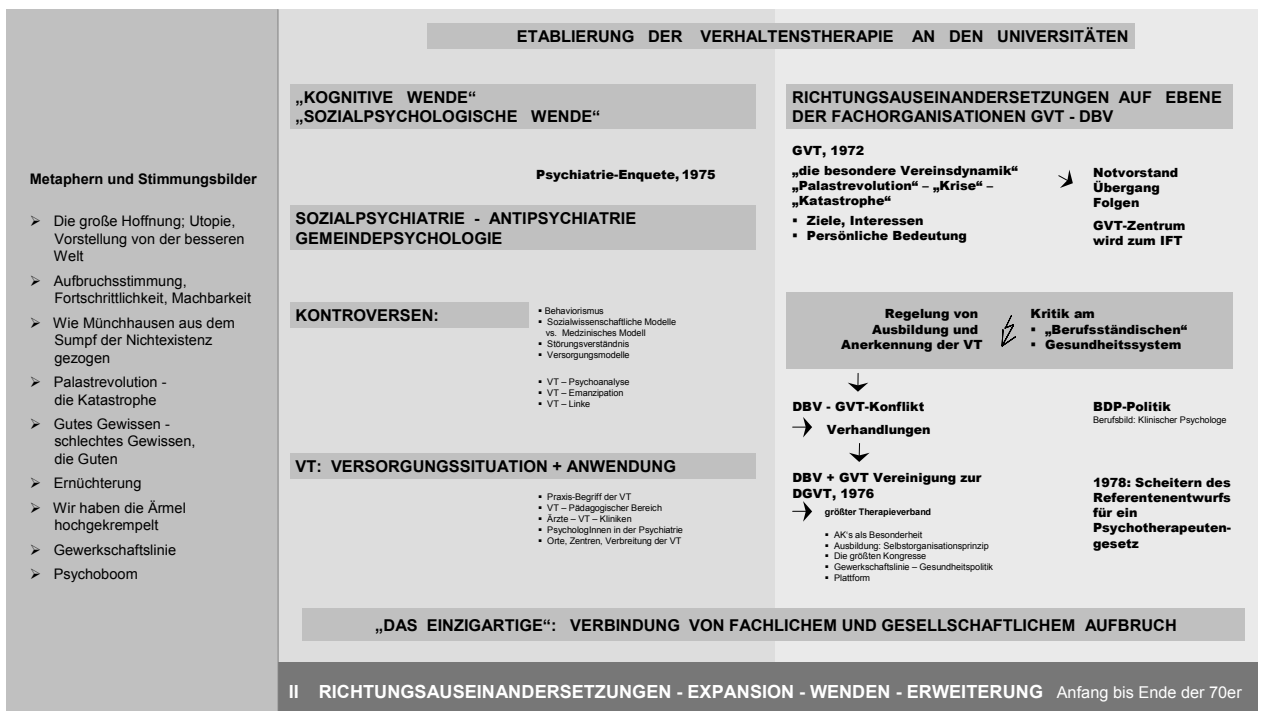 ETABLIERUNG DER VERHALTENSTHERAPIE AN DEN UNIVERSITÄTEN
Metaphern und Stimmungsbilder
➢ Die große Hoffnung; Utopie,
Vorstellung von der besseren
Welt
➢ Aufbruchsstimmung,
Fortschrittlichkeit, Machbarkeit
➢ Wie Münchhausen aus dem
Sumpf der Nichtexistenz
gezogen
➢ Palastrevolution -
die Katastrophe
➢ Gutes Gewissen -
schlechtes Gewissen,
die Guten
➢ Ernüchterung
➢ Wir haben die Ärmel
hochgekrempelt
➢ Gewerkschaftslinie
➢ Psychoboom
„KOGNITIVE WENDE“
„SOZIALPSYCHOLOGISCHE WENDE“
Psychiatrie-Enquete, 1975
SOZIALPSYCHIATRIE - ANTIPSYCHIATRIE
GEMEINDEPSYCHOLOGIE
KONTROVERSEN:
▪ Behaviorismus
▪ Sozialwissenschaftliche Modelle
vs. Medzinisches Modell
▪ Störungsverständnis
▪ Versorgungsmodelle
▪ VT – Psychoanalyse
▪ VT – Emanzipation
▪ VT – Linke
VT: VERSORGUNGSSITUATION + ANWENDUNG
▪ Praxis-Begriff der VT
▪ VT – Pädagogischer Bereich
▪ Ärzte – VT – Kliniken
▪ PsychologInnen in der Psychiatrie
▪ Orte, Zentren, Verbreitung der VT
RICHTUNGSAUSEINANDERSETZUNGEN AUF EBENE
DER FACHORGANISATIONEN GVT - DBV
GVT, 1972
„die besondere Vereinsdynamik“
„Palastrevolution“ – „Krise“ –
„Katastrophe“
▪ Ziele, Interessen
▪ Persönliche Bedeutung
Notvorstand
Übergang
Folgen
GVT-Zentrum
wird zum IFT
Regelung von
Ausbildung und
Anerkennung der VT
Kritik am
▪ „Berufsständischen“
▪ Gesundheitssystem
DBV - GVT-Konflikt
Verhandlungen
BDP-Politik
Berufsbild: Klinischer Psychologe
DBV + GVT Vereinigung zur
DGVT, 1976
größter Therapieverband
▪ AK's als Besonderheit
▪ Ausbildung: Selbstorganisationsprinzip
▪ Die größten Kongresse
▪ Gewerkschaftslinie – Gesundheitspolitik
▪ Plattform
1978: Scheitern des
Referentenentwurfs
für ein
Psychotherapeuten-
gesetz
„DAS EINZIGARTIGE“: VERBINDUNG VON FACHLICHEM UND GESELLSCHAFTLICHEM AUFBRUCH
II RICHTUNGSAUSEINANDERSETZUNGEN - EXPANSION - WENDEN - ERWEITERUNG Anfang bis Ende der 70er